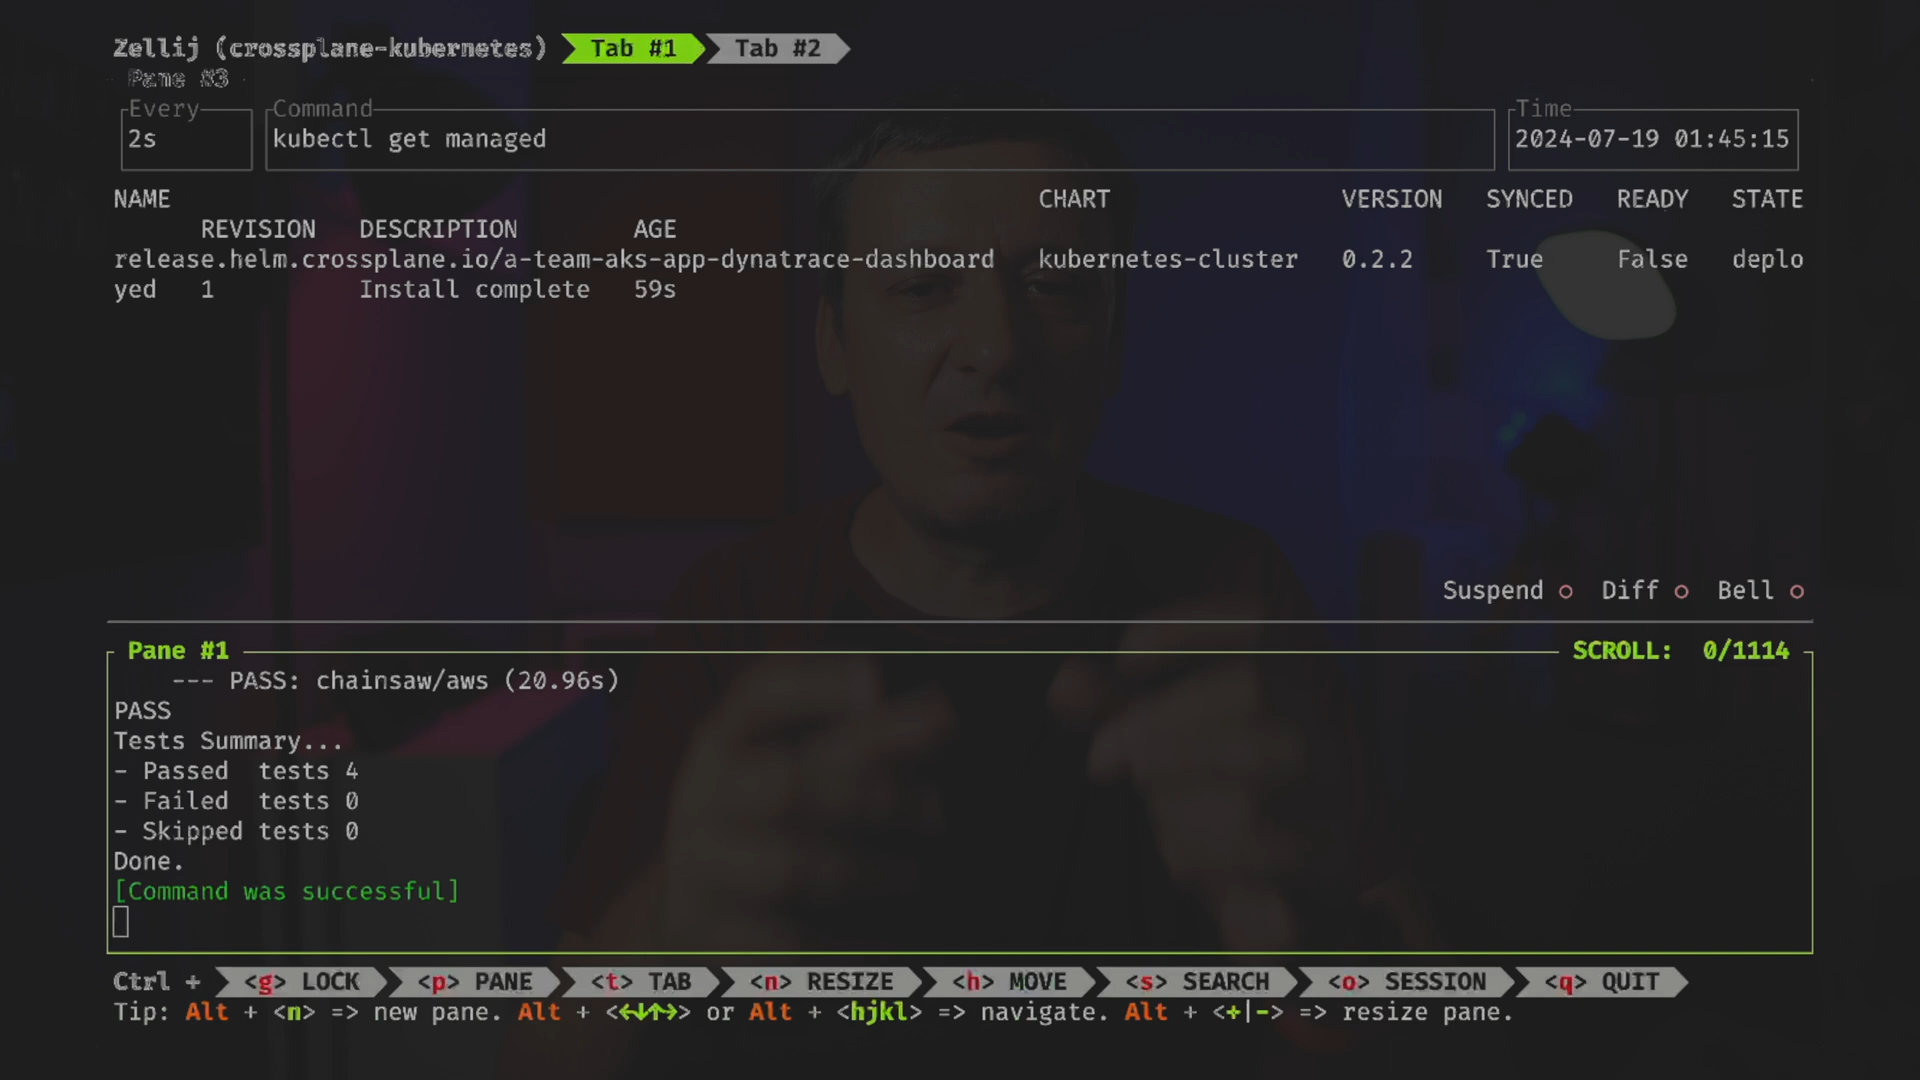 Zellij (crossplane-kubernetes) Tab #1 Tab #2
Pane #3
Every Command Time
2s kubectl get managed 2024-07-19 01:45:15
NAME CHART VERSION SYNCED READY STATE
REVISION DESCRIPTION AGE
release.helm.crossplane.io/a-team-aks-app-dynatrace-dashboard kubernetes-cluster 0.2.2 True False deplo
yed 1 Install complete 59s
Suspend Diff Bell
Pane #1 SCROLL: 0/1114
--- PASS: chainsaw/aws (20.96s)
PASS
Tests Summary...
- Passed tests 4
- Failed tests 0
- Skipped tests 0
Done.
[Command was successful]
Ctrl + <g> LOCK <p> PANE <t> TAB <n> RESIZE <h> MOVE <s> SEARCH <o> SESSION <q> QUIT
Tip: Alt + <n> => new pane. Alt + <←↓↑→> or Alt + <hjkl> => navigate. Alt + <+|-> => resize pane.